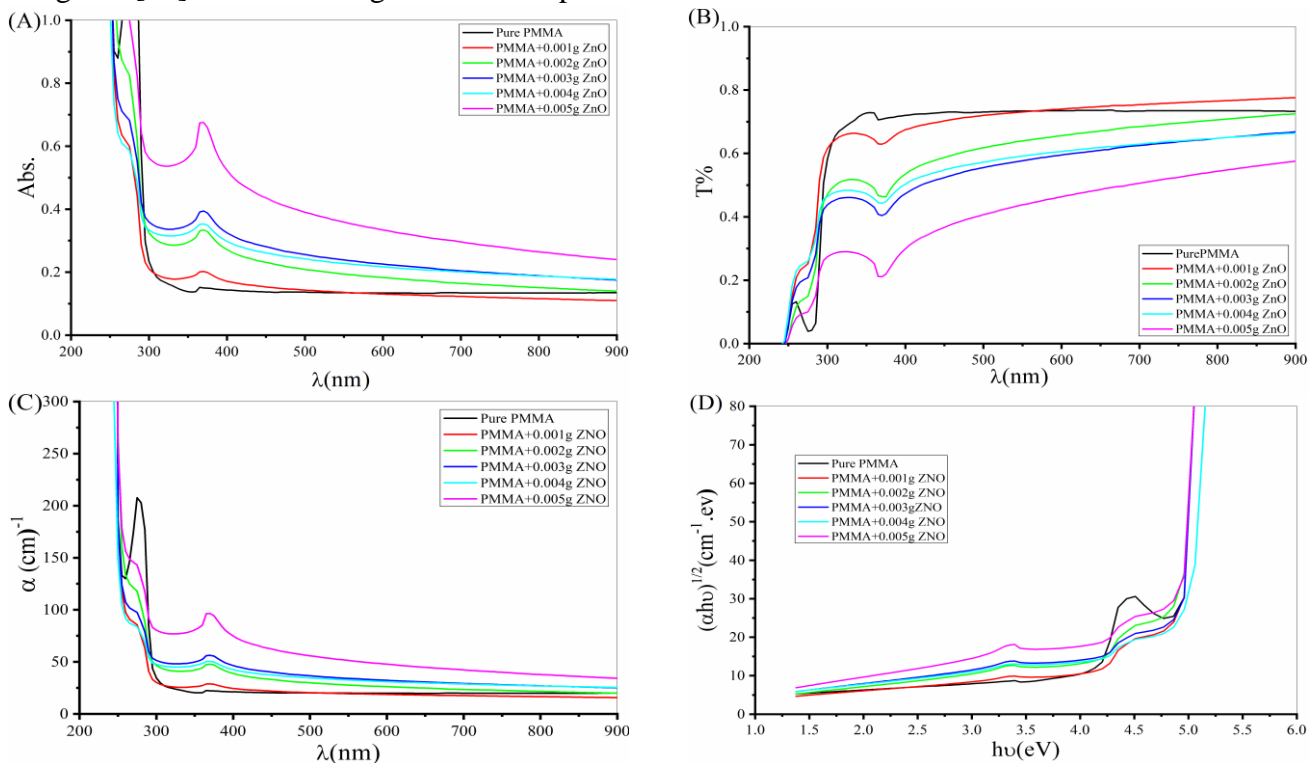 (A)
1.0
0.8
0.6
0.4
0.2
0.0
Abs.
200 300 400 500 600 700 800 900
λ(nm)
Pure PMMA
PMMA+0.001g ZnO
PMMA+0.002g ZnO
PMMA+0.003g ZnO
PMMA+0.004g ZnO
PMMA+0.005g ZnO
(B)
1.0
0.8
0.6
0.4
0.2
0.0
T%
200 300 400 500 600 700 800 900
λ(nm)
PurePMMA
PMMA+0.001g ZnO
PMMA+0.002g ZnO
PMMA+0.003g ZnO
PMMA+0.004g ZnO
PMMA+0.005g ZnO
(C)
300
250
200
150
100
50
0
α (cm)⁻¹
200 300 400 500 600 700 800 900
λ(nm)
Pure PMMA
PMMA+0.001g ZNO
PMMA+0.002g ZNO
PMMA+0.003g ZNO
PMMA+0.004g ZNO
PMMA+0.005g ZNO
(D)
80
70
60
50
40
30
20
10
0
(αhυ)¹ᐟ²(cm⁻¹.ev)
1.0 1.5 2.0 2.5 3.0 3.5 4.0 4.5 5.0 5.5 6.0
hυ(eV)
Pure PMMA
PMMA+0.001g ZNO
PMMA+0.002g ZNO
PMMA+0.003gZNO
PMMA+0.004g ZNO
PMMA+0.005g ZNO